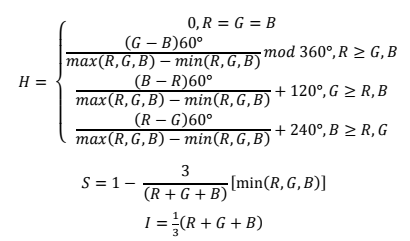 H = { 0, R = G = B
(G − B)60° / max(R, G, B) − min(R, G, B) mod 360°, R ≥ G, B
(B − R)60° / max(R, G, B) − min(R, G, B) + 120°, G ≥ R, B
(R − G)60° / max(R, G, B) − min(R, G, B) + 240°, B ≥ R, G
S = 1 − 3 / (R + G + B) [min(R, G, B)]
I = 1/3 (R + G + B)